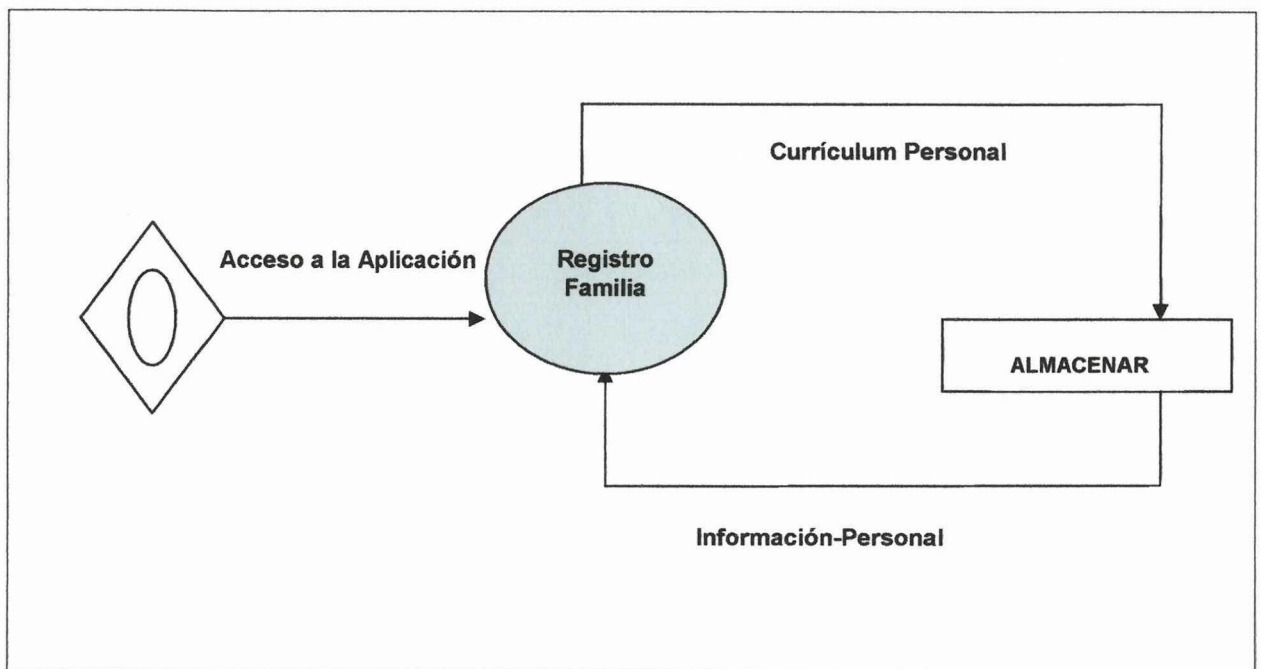 Currículum Personal
Acceso a la Aplicación
Registro
Familia
ALMACENAR
Información-Personal